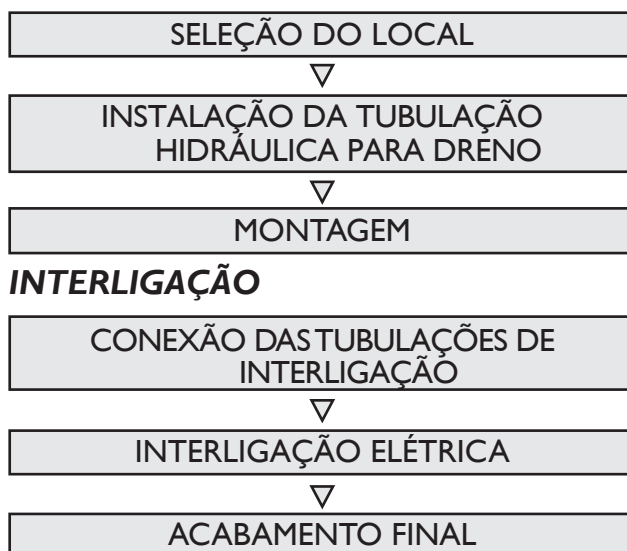 SELEÇÃO DO LOCAL
INSTALAÇÃO DA TUBULAÇÃO
HIDRÁULICA PARA DRENO
MONTAGEM
INTERLIGAÇÃO
CONEXÃO DAS TUBULAÇÕES DE
INTERLIGAÇÃO
INTERLIGAÇÃO ELÉTRICA
ACABAMENTO FINAL